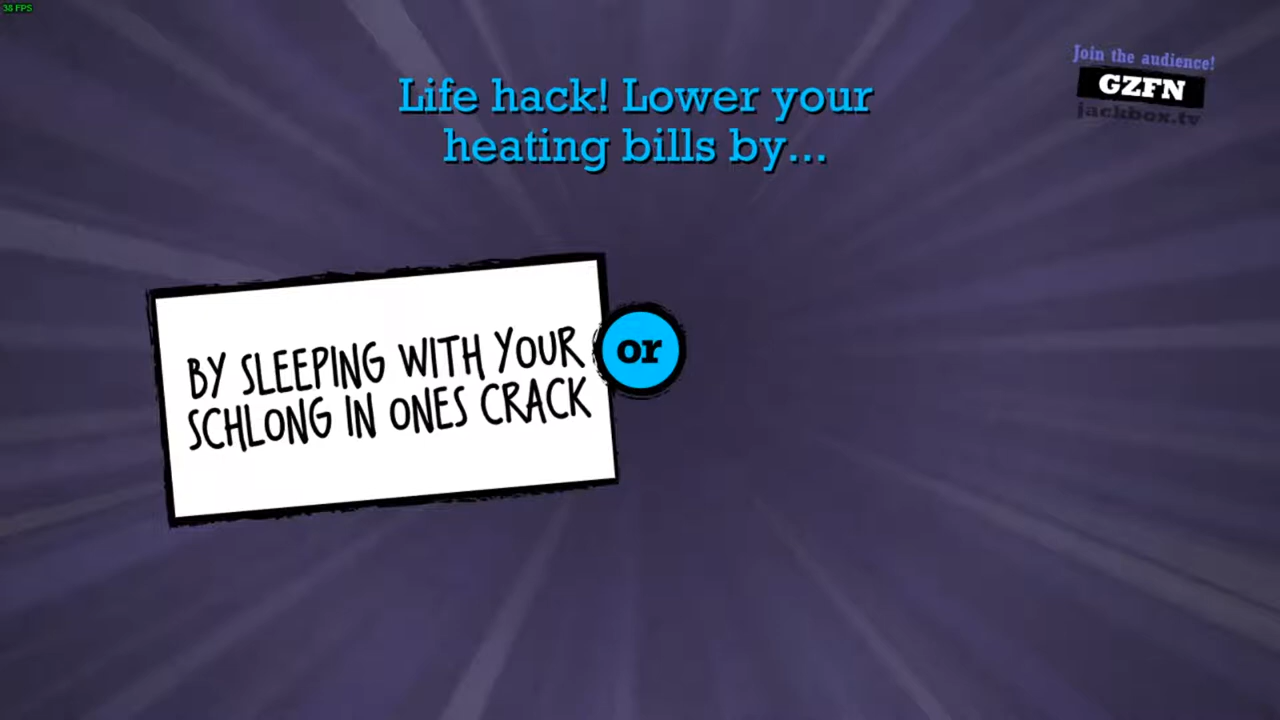 38 FPS
Join the audience!
GZFN
jackbox.tv
Life hack! Lower your
heating bills by...
BY SLEEPING WITH YOUR
SCHLONG IN ONES CRACK
or